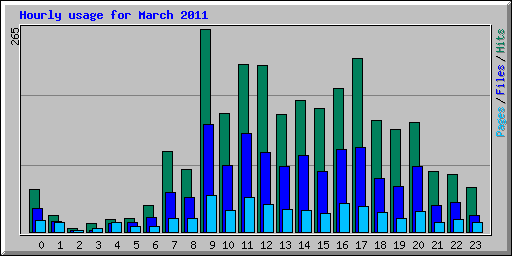 Hourly usage for March 2011
265
Pages/Files/Hits
0 1 2 3 4 5 6 7 8 9 10 11 12 13 14 15 16 17 18 19 20 21 22 23